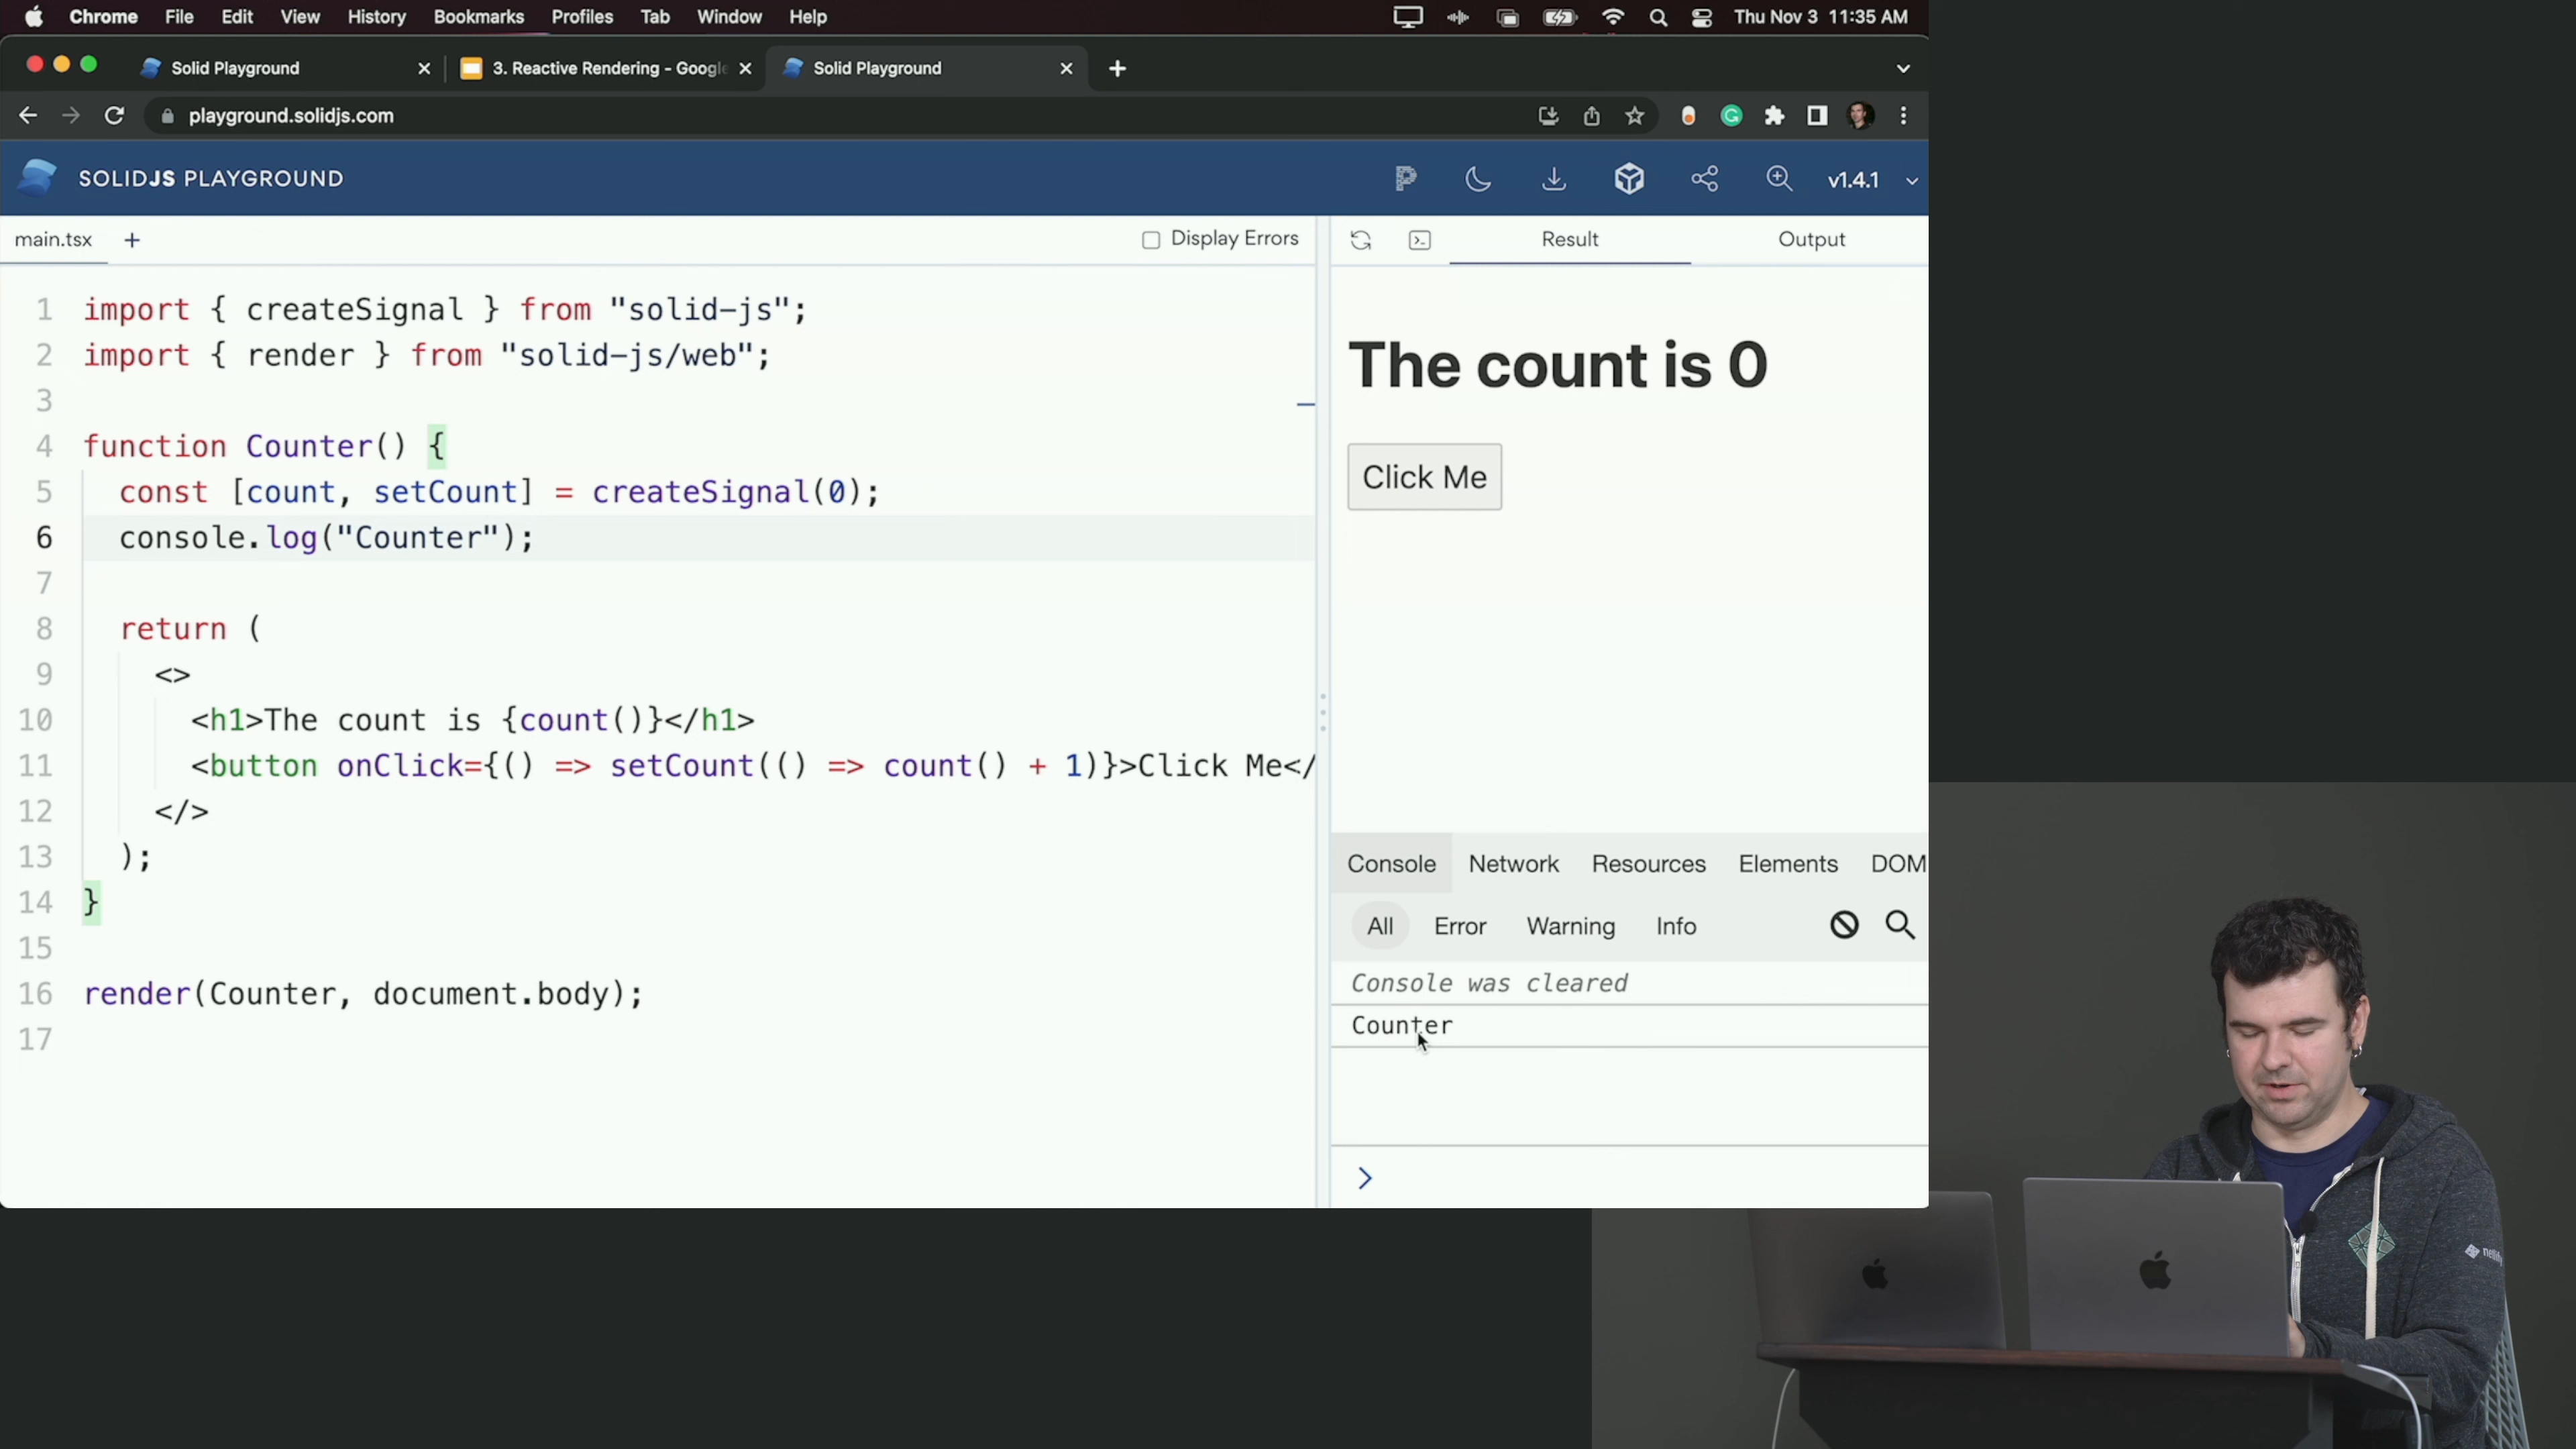 Chrome File Edit View History Bookmarks Profiles Tab Window Help Thu Nov 3 11:35 AM
Solid Playground 3. Reactive Rendering - Google Solid Playground
playground.solidjs.com
SOLIDJS PLAYGROUND v1.4.1
main.tsx + Display Errors Result Output
1 import { createSignal } from "solid-js";
2 import { render } from "solid-js/web";
3
4 function Counter() {
5 const [count, setCount] = createSignal(0);
6 console.log("Counter");
7
8 return (
9 <>
10 <h1>The count is {count()}</h1>
11 <button onClick={() => setCount(() => count() + 1)}>Click Me</
12 </>
13 );
14 }
15
16 render(Counter, document.body);
17
The count is 0
Click Me
Console Network Resources Elements DOM
All Error Warning Info
Console was cleared
Counter
>